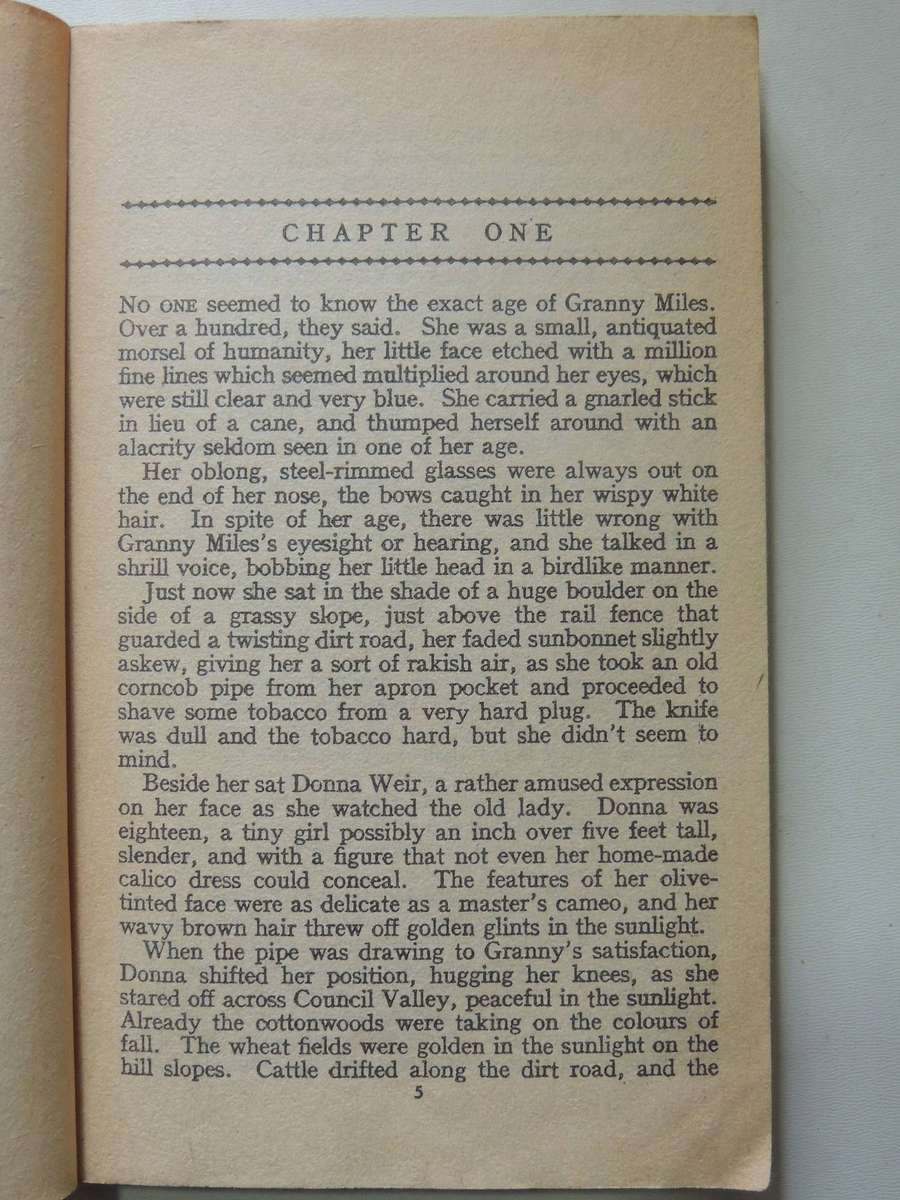 CHAPTER ONE
NO ONE seemed to know the exact age of Granny Miles.
Over a hundred, they said. She was a small, antiquated
morsel of humanity, her little face etched with a million
fine lines which seemed multiplied around her eyes, which
were still clear and very blue. She carried a gnarled stick
in lieu of a cane, and thumped herself around with an
alacrity seldom seen in one of her age.
Her oblong, steel-rimmed glasses were always out on
the end of her nose, the bows caught in her wispy white
hair. In spite of her age, there was little wrong with
Granny Miles's eyesight or hearing, and she talked in a
shrill voice, bobbing her little head in a birdlike manner.
Just now she sat in the shade of a huge boulder on the
side of a grassy slope, just above the rail fence that
guarded a twisting dirt road, her faded sunbonnet slightly
askew, giving her a sort of rakish air, as she took an old
corncob pipe from her apron pocket and proceeded to
shave some tobacco from a very hard plug. The knife
was dull and the tobacco hard, but she didn't seem to
mind.
Beside her sat Donna Weir, a rather amused expression
on her face as she watched the old lady. Donna was
eighteen, a tiny girl possibly an inch over five feet tall,
slender, and with a figure that not even her home-made
calico dress could conceal. The features of her olive-
tinted face were as delicate as a master's cameo, and her
wavy brown hair threw off golden glints in the sunlight.
When the pipe was drawing to Granny's satisfaction,
Donna shifted her position, hugging her knees, as she
stared off across Council Valley, peaceful in the sunlight.
Already the cottonwoods were taking on the colours of
fall. The wheat fields were golden in the sunlight on the
hill slopes. Cattle drifted along the dirt road, and the
5